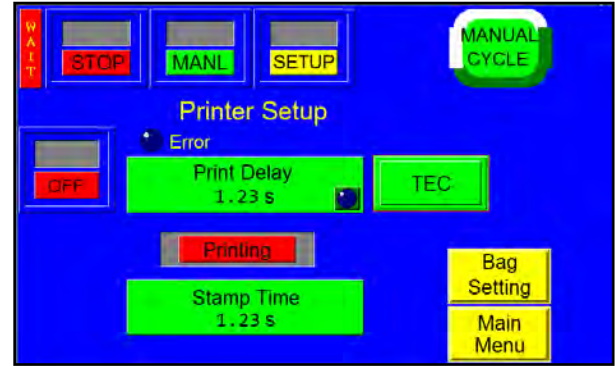 WAIT
STOP
MANL
SETUP
MANUAL
CYCLE
Printer Setup
Error
OFF
Print Delay
1.23 s
TEC
Printing
Stamp Time
1.23 s
Bag
Setting
Main
Menu